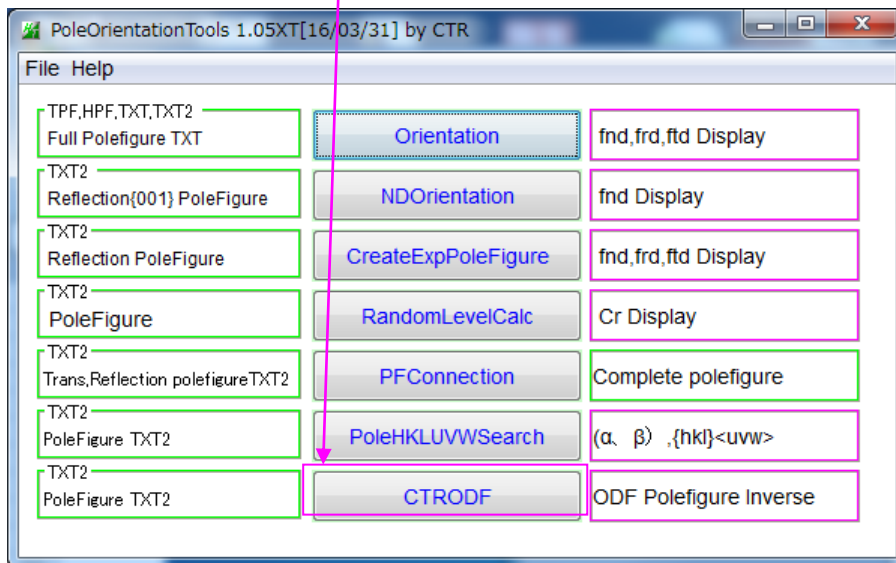 PoleOrientationTools 1.05XT[16/03/31] by CTR
File Help
TPF,HPF,TXT,TXT2
Full Polefigure TXT
Orientation
fnd,frd,ftd Display
TXT2
Reflection{001} PoleFigure
NDOrientation
fnd Display
TXT2
Reflection PoleFigure
CreateExpPoleFigure
fnd,frd,ftd Display
TXT2
PoleFigure
RandomLevelCalc
Cr Display
TXT2
Trans,Reflection polefigureTXT2
PFConnection
Complete polefigure
TXT2
PoleFigure TXT2
PoleHKLUVWSearch
(α、β）,{hkl}<uvw>
TXT2
PoleFigure TXT2
CTRODF
ODF Polefigure Inverse